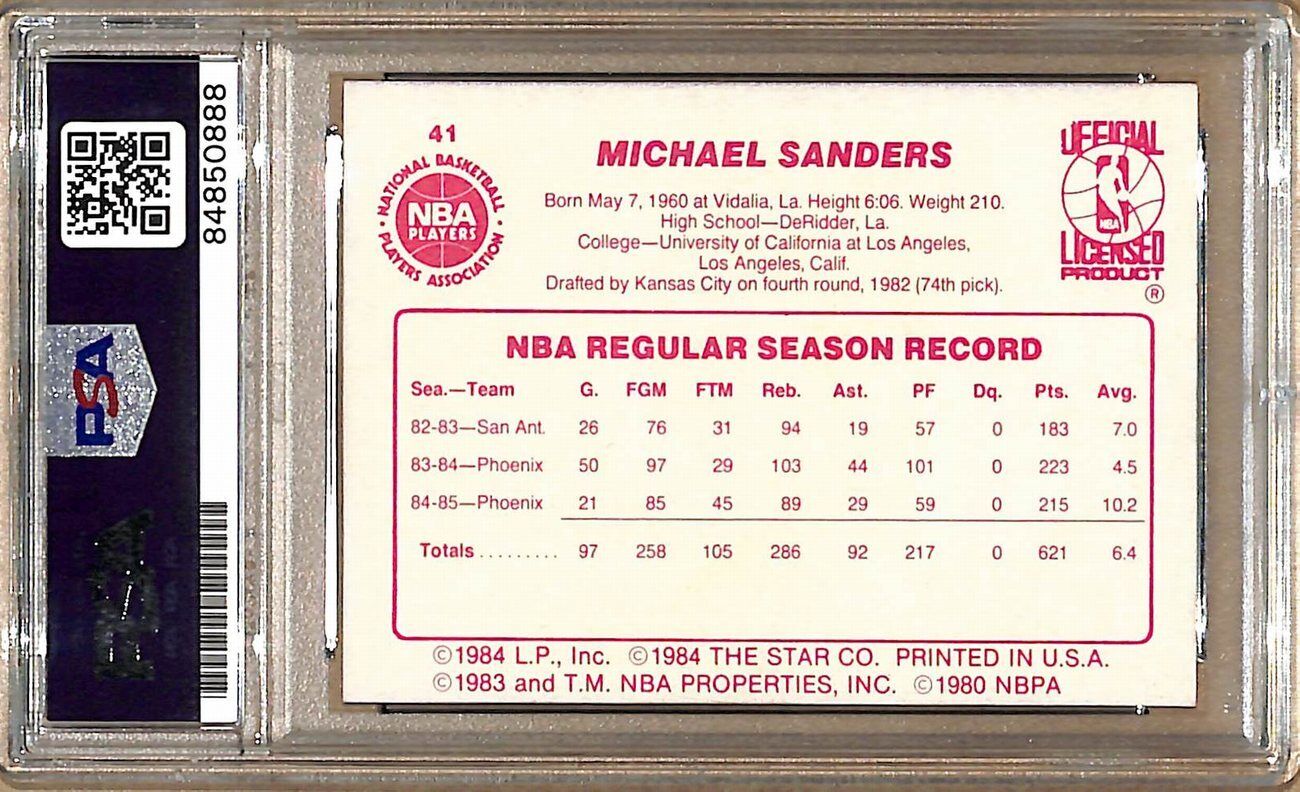 84850888
PSA
PSA
41
NATIONAL BASKETBALL
NBA
PLAYERS
PLAYERS ASSOCIATION
MICHAEL SANDERS
Born May 7, 1960 at Vidalia, La. Height 6:06. Weight 210.
High School—DeRidder, La.
College—University of California at Los Angeles,
Los Angeles, Calif.
Drafted by Kansas City on fourth round, 1982 (74th pick).
OFFICIAL
NBA
LICENSED
PRODUCT
®
NBA REGULAR SEASON RECORD
Sea.—Team G. FGM FTM Reb. Ast. PF Dq. Pts. Avg.
82-83—San Ant. 26 76 31 94 19 57 0 183 7.0
83-84—Phoenix 50 97 29 103 44 101 0 223 4.5
84-85—Phoenix 21 85 45 89 29 59 0 215 10.2
Totals ......... 97 258 105 286 92 217 0 621 6.4
©1984 L.P., Inc. ©1984 THE STAR CO. PRINTED IN U.S.A.
©1983 and T.M. NBA PROPERTIES, INC. ©1980 NBPA